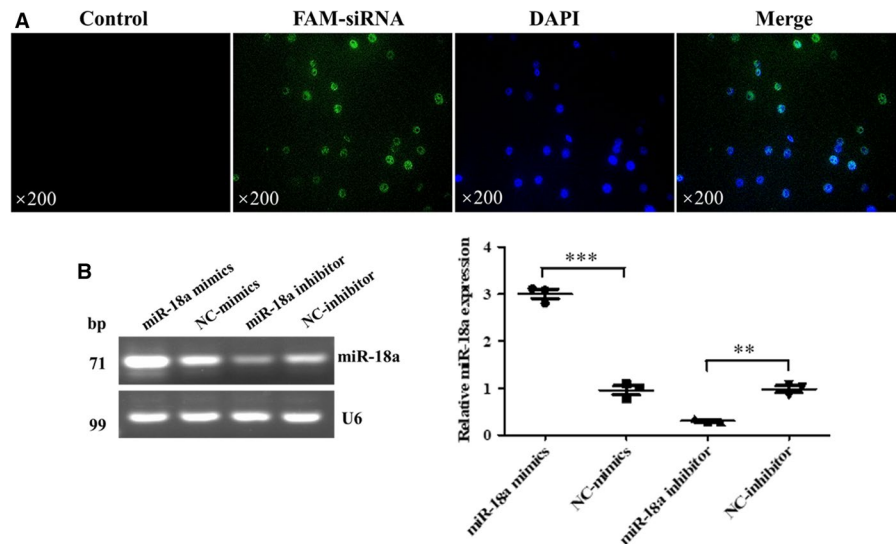 A
Control FAM-siRNA DAPI Merge
×200 ×200 ×200 ×200
B
miR-18a mimics
NC-mimics
miR-18a inhibitor
NC-inhibitor
bp
71
miR-18a
99
U6
Relative miR-18a expression
4
3
2
1
0
***
**
miR-18a mimics
NC-mimics
miR-18a inhibitor
NC-inhibitor